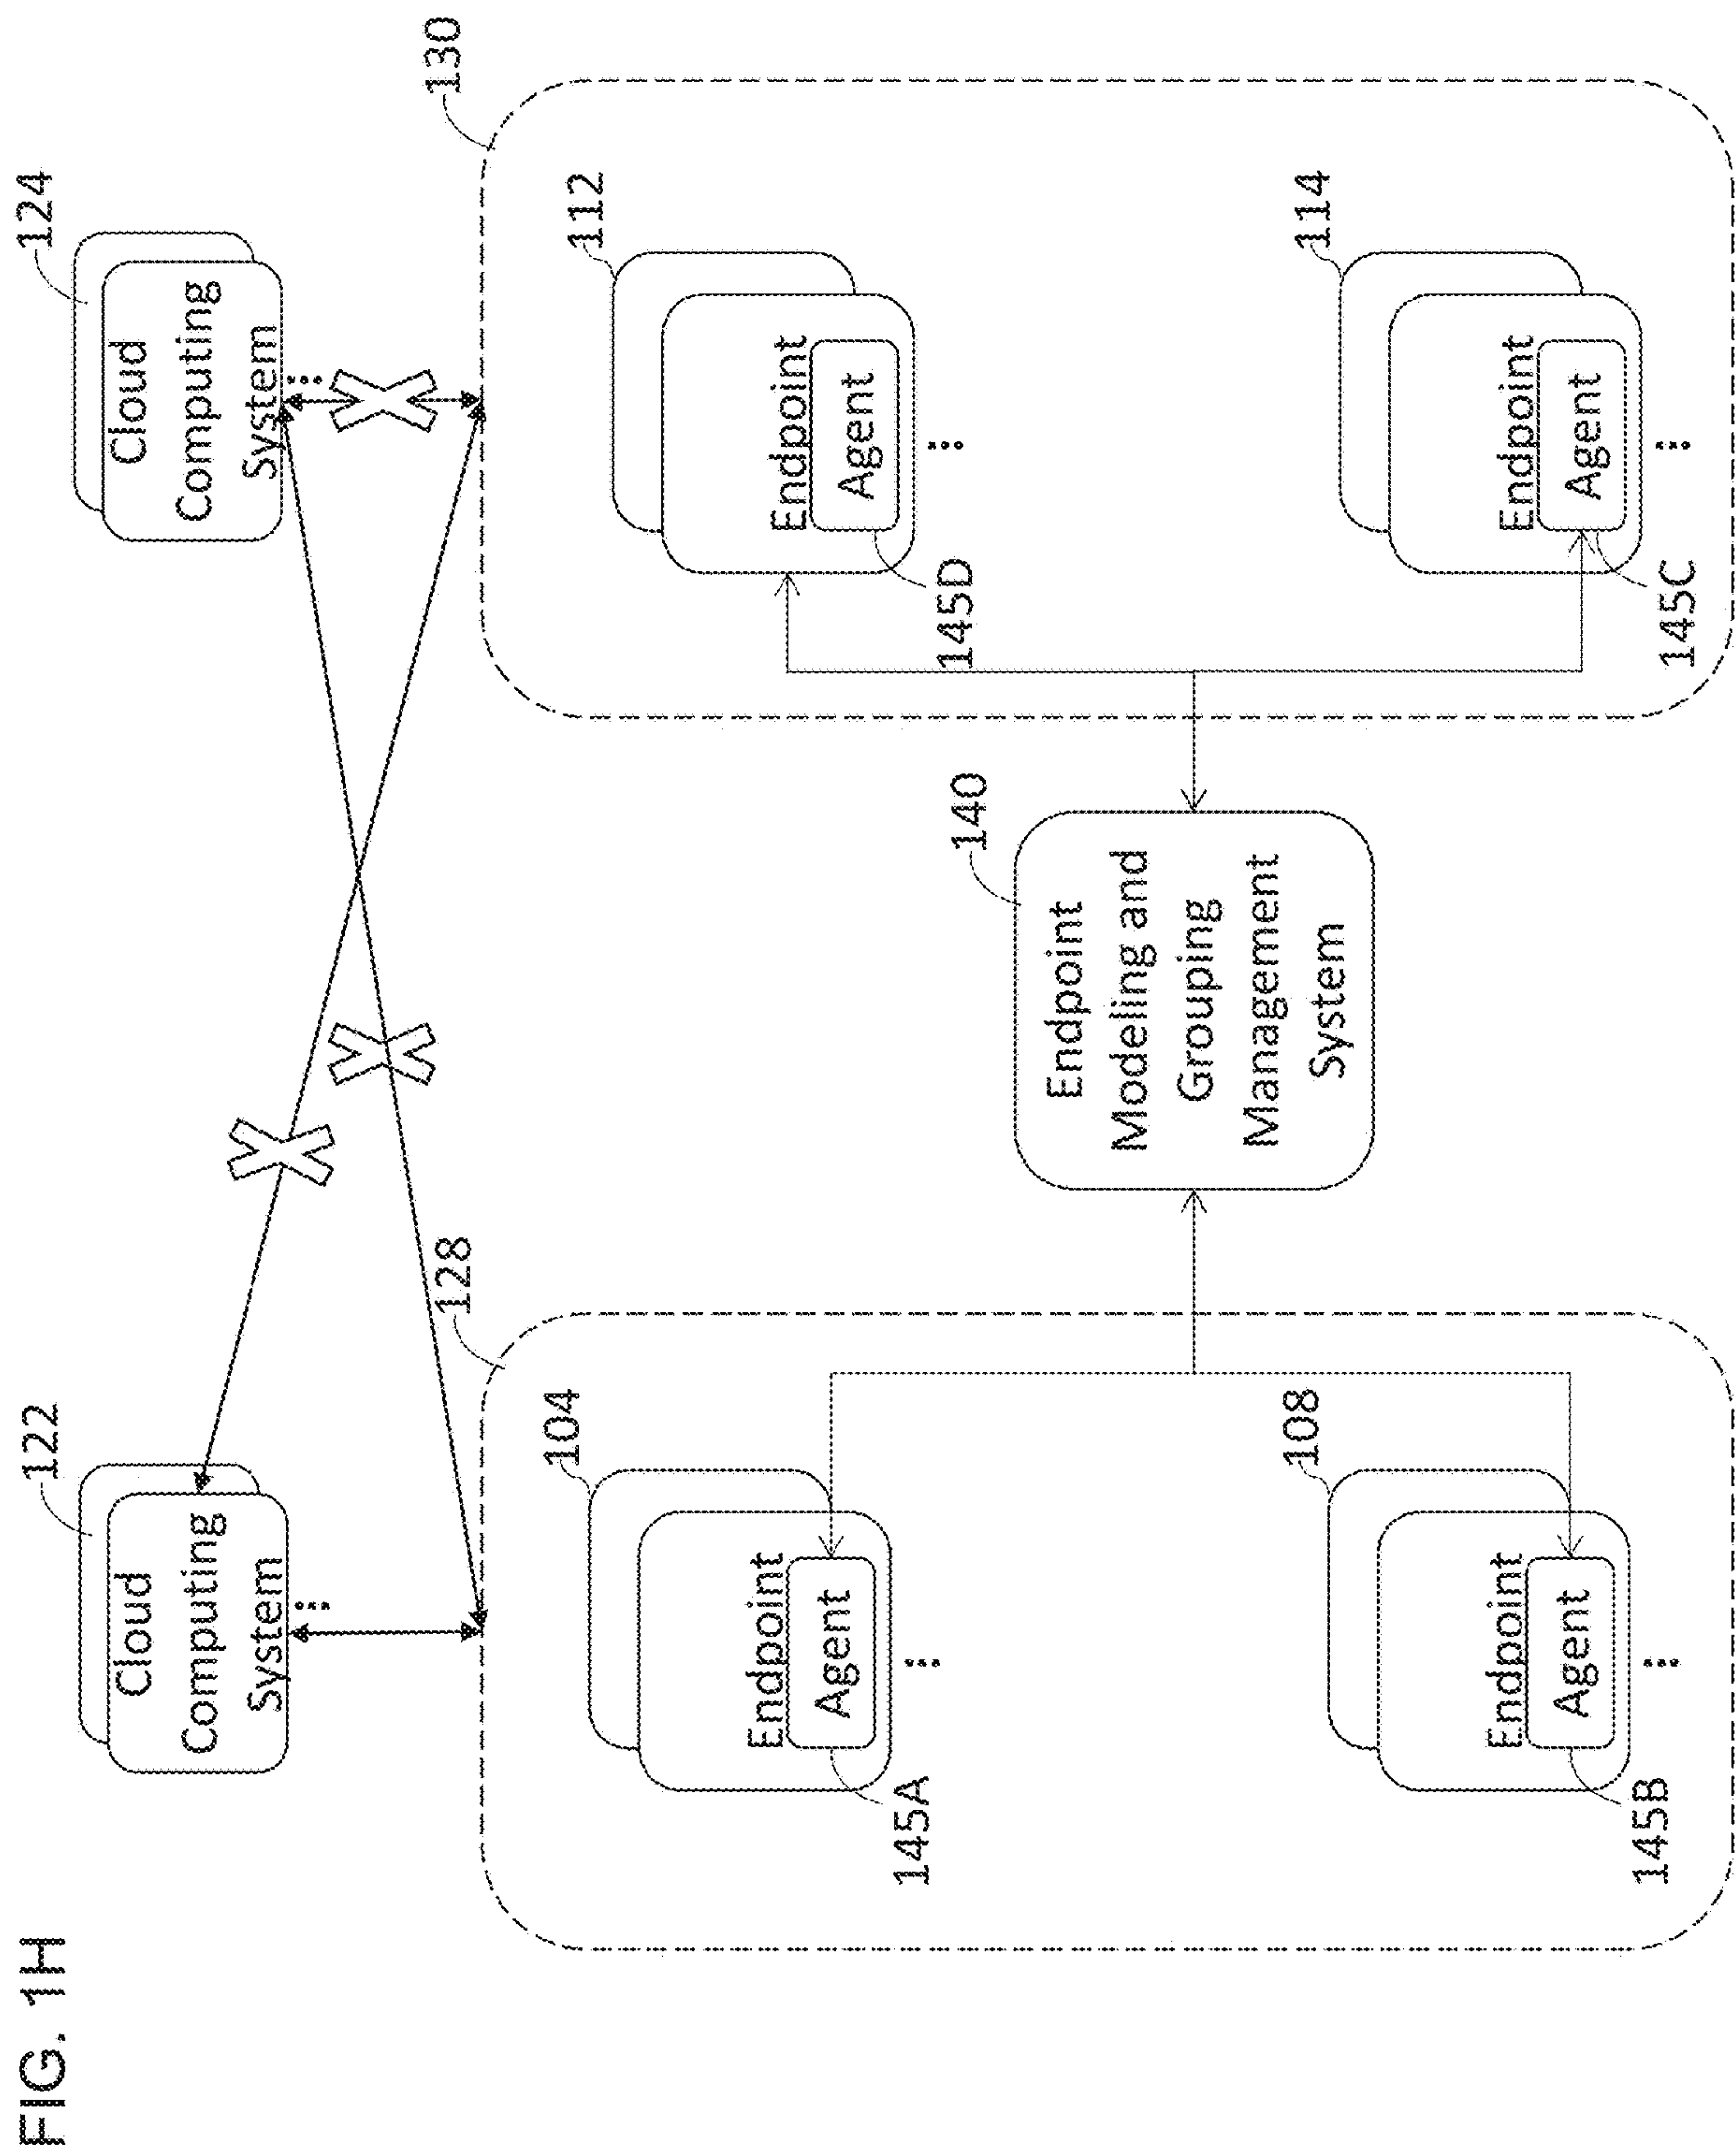 FIG. 1H
122
Cloud
Computing
System
...
124
Cloud
Computing
System
...
128
130
104
Endpoint
Agent
145A
...
108
Endpoint
Agent
145B
...
140
Endpoint
Modeling and
Grouping
Management
System
112
Endpoint
Agent
145D
...
114
Endpoint
Agent
145C
...